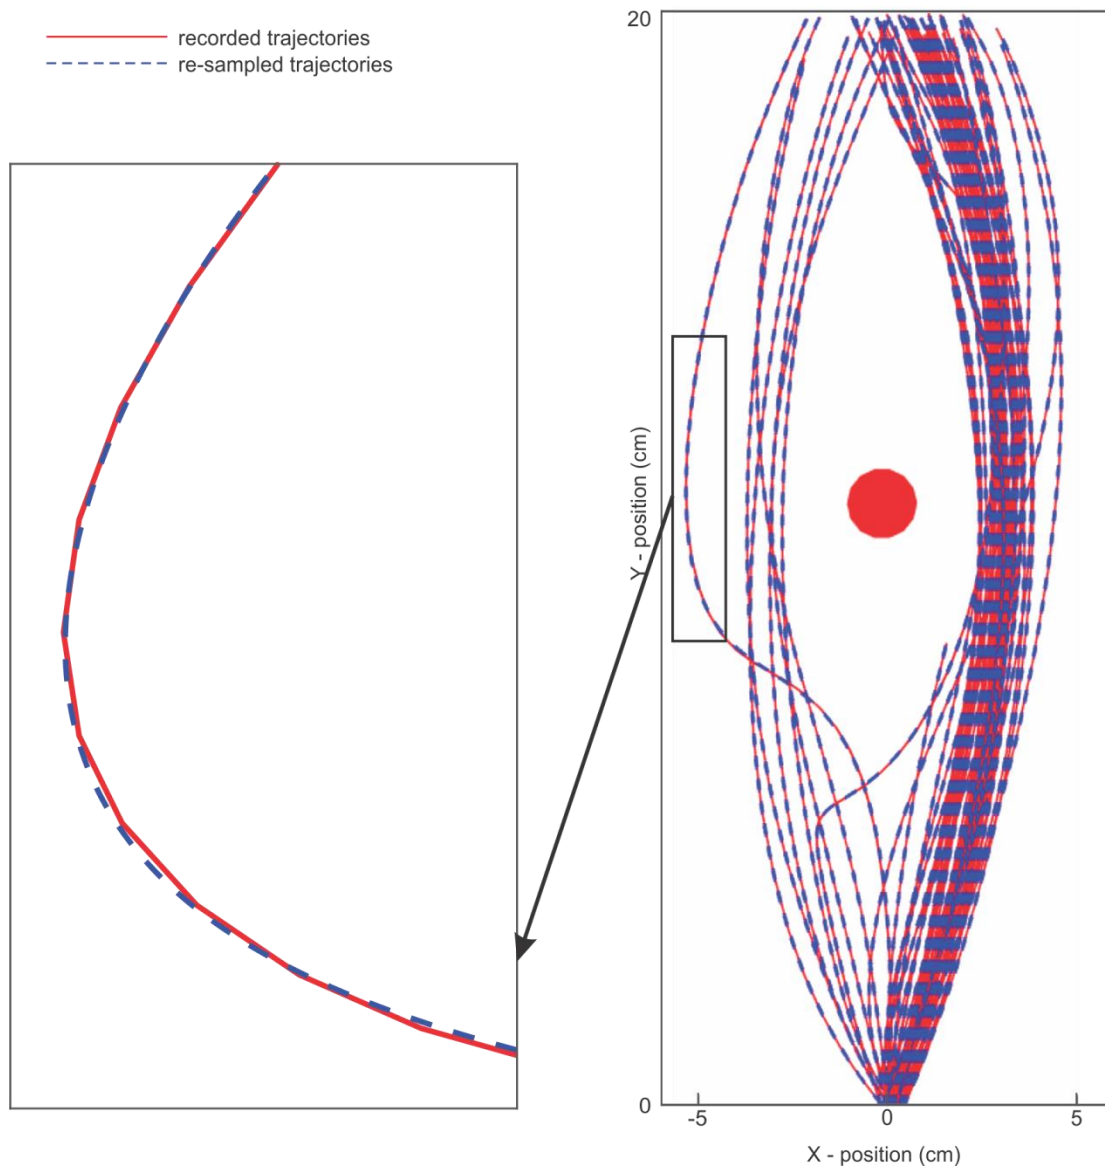 recorded trajectories
re-sampled trajectories
20
Y - position (cm)
0
-5 0 5
X - position (cm)